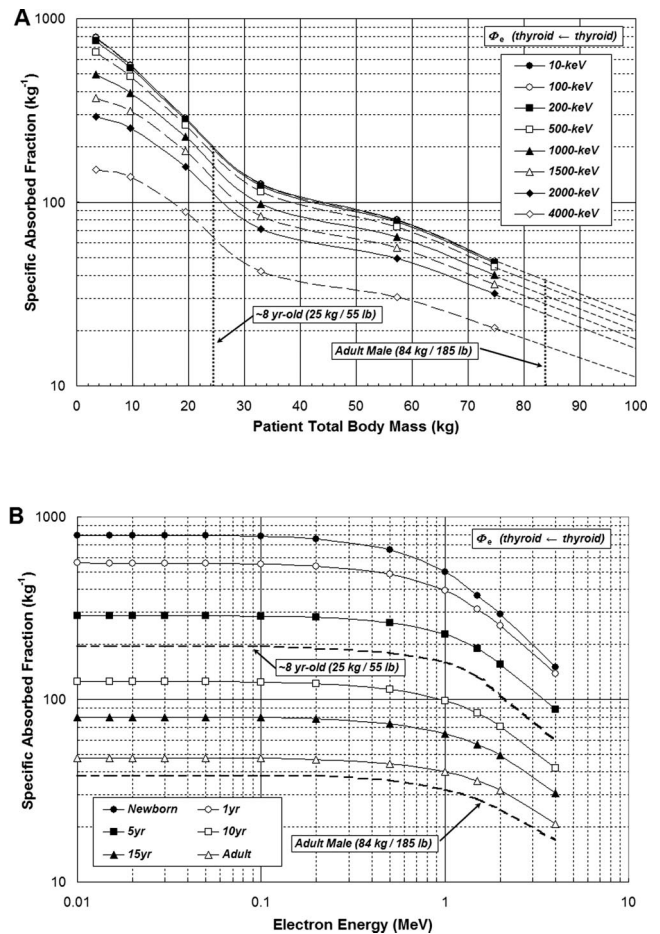 A
1000
100
10
Specific Absorbed Fraction (kg-1)
Φe (thyroid ← thyroid)
10-keV
100-keV
200-keV
500-keV
1000-keV
1500-keV
2000-keV
4000-keV
~8 yr-old (25 kg / 55 lb)
Adult Male (84 kg / 185 lb)
0 10 20 30 40 50 60 70 80 90 100
Patient Total Body Mass (kg)
B
1000
100
10
Specific Absorbed Fraction (kg-1)
Φe (thyroid ← thyroid)
~8 yr-old (25 kg / 55 lb)
Newborn 1yr
5yr 10yr
15yr Adult
Adult Male (84 kg / 185 lb)
0.01 0.1 1 10
Electron Energy (MeV)